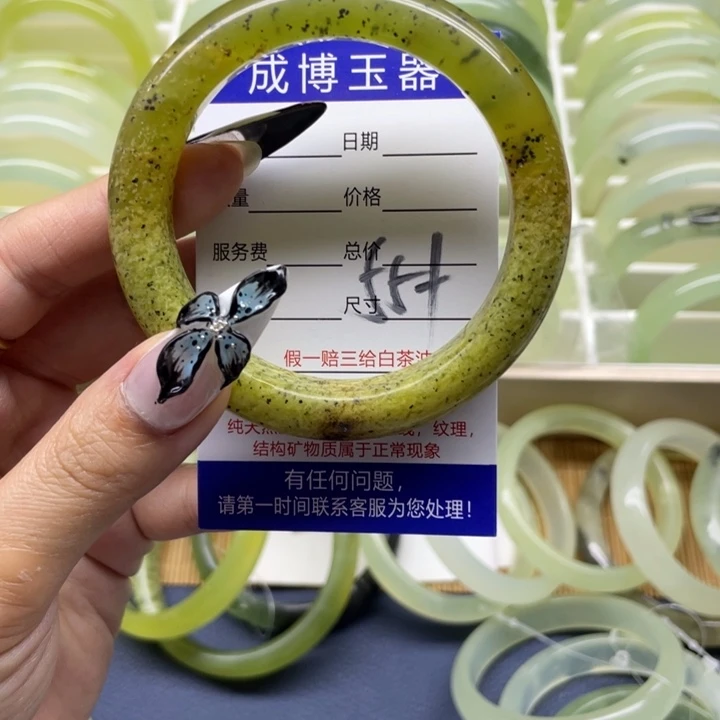 成博玉器
日期
量 价格
服务费 总价
尺寸
55+
假一赔三给白茶
纯天然 纹理,
结构矿物质属于正常现象
有任何问题,
请第一时间联系客服为您处理!